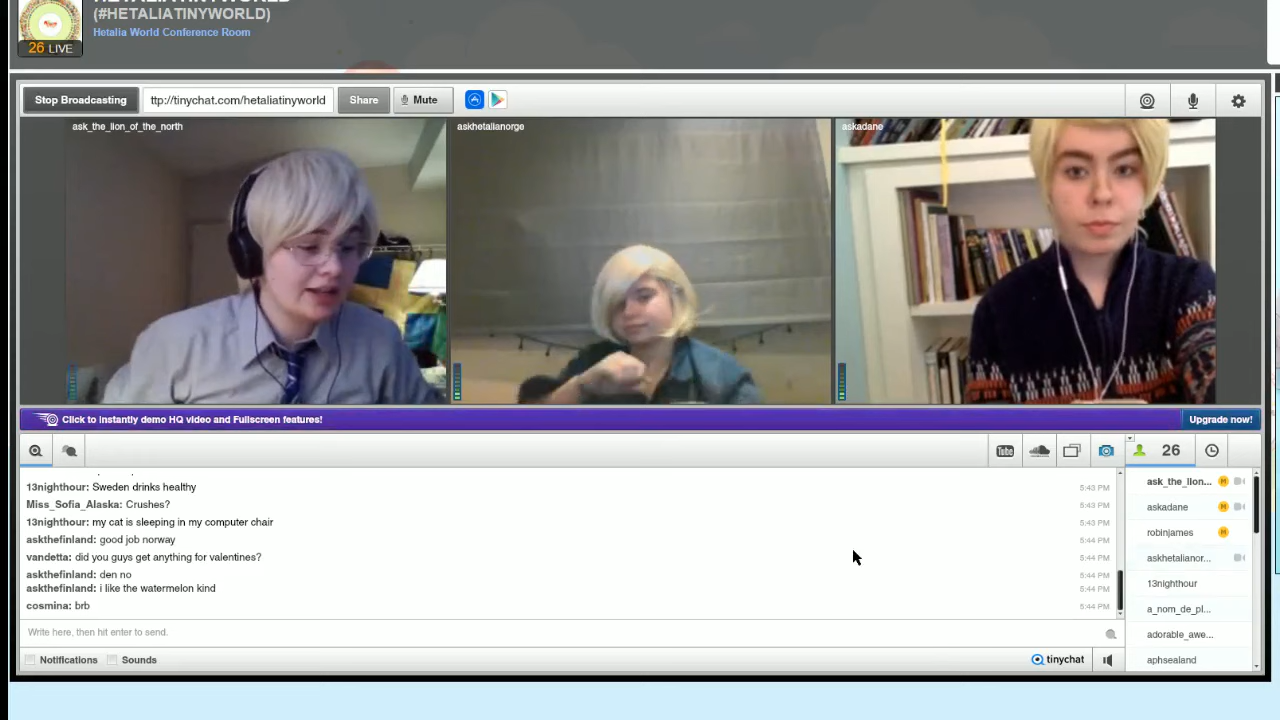 HETALIATINYWORLD
(#HETALIATINYWORLD)
Hetalia World Conference Room
26 LIVE
Stop Broadcasting
ttp://tinychat.com/hetaliatinyworld
Share
Mute
ask_the_lion_of_the_north
askhetalianorge
askadane
Click to instantly demo HQ video and Fullscreen features!
Upgrade now!
You Tube
26
13nighthour: Sweden drinks healthy 5:43 PM
Miss_Sofia_Alaska: Crushes? 5:43 PM
13nighthour: my cat is sleeping in my computer chair 5:43 PM
askthefinland: good job norway 5:44 PM
vandetta: did you guys get anything for valentines? 5:44 PM
askthefinland: den no 5:44 PM
askthefinland: i like the watermelon kind 5:44 PM
cosmina: brb 5:44 PM
ask_the_lion... M
askadane M
robinjames M
askhetalianor...
13nighthour
a_nom_de_pl...
adorable_awe...
aphsealand
Write here, then hit enter to send.
Notifications
Sounds
tinychat